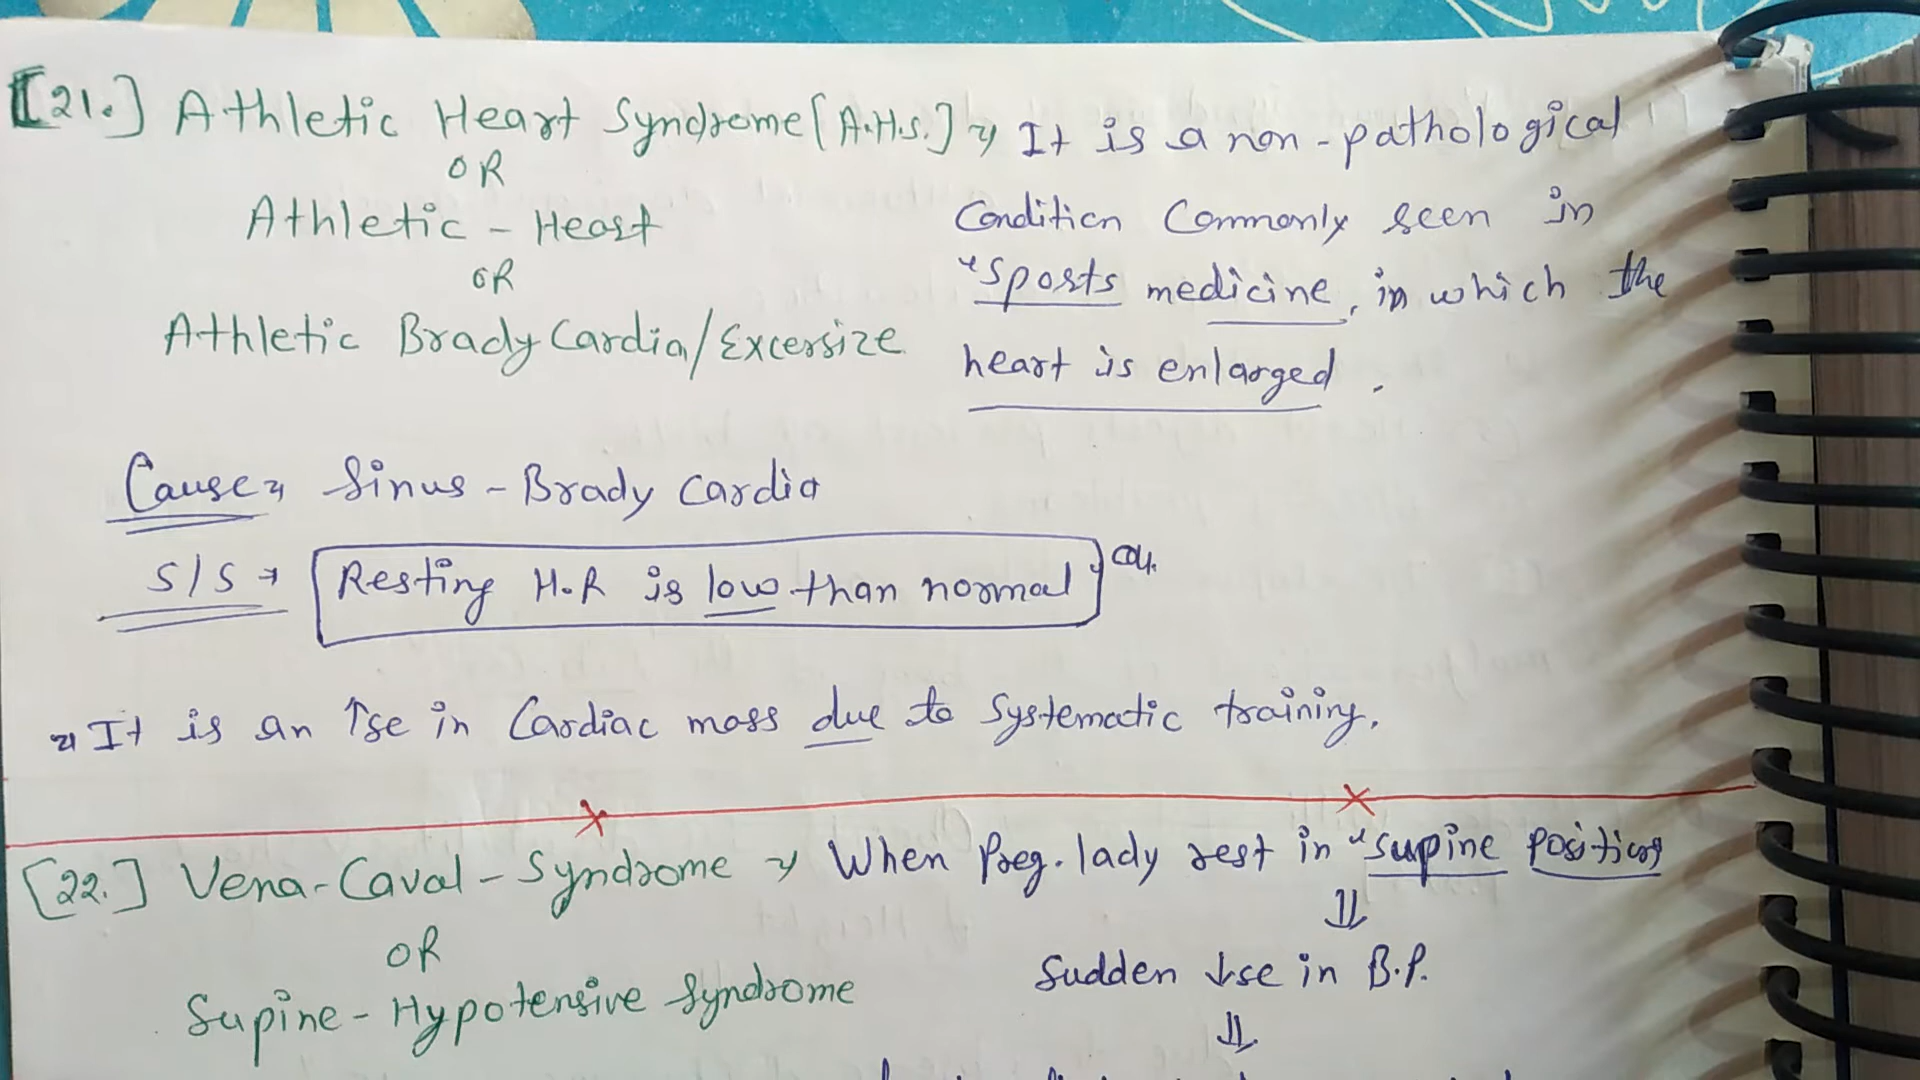 [21.] Athletic Heart Syndrome [A.H.S.] → It is a non-pathological
OR
Athletic - Heart
Condition Commonly seen in
OR
"sports medicine, in which the
Athletic BradyCardia/Excersize
heart is enlarged.
Cause → Sinus - Brady cardia
S/S → Resting H.R is low than normal
→ It is an ↑se in Cardiac mass due to Systematic training.
[22.] Vena-Caval-Syndrome → When Preg. lady rest in "supine position
⇓
OR
Sudden ↓se in B.P.
Supine-Hypotensive Syndrome
⇓